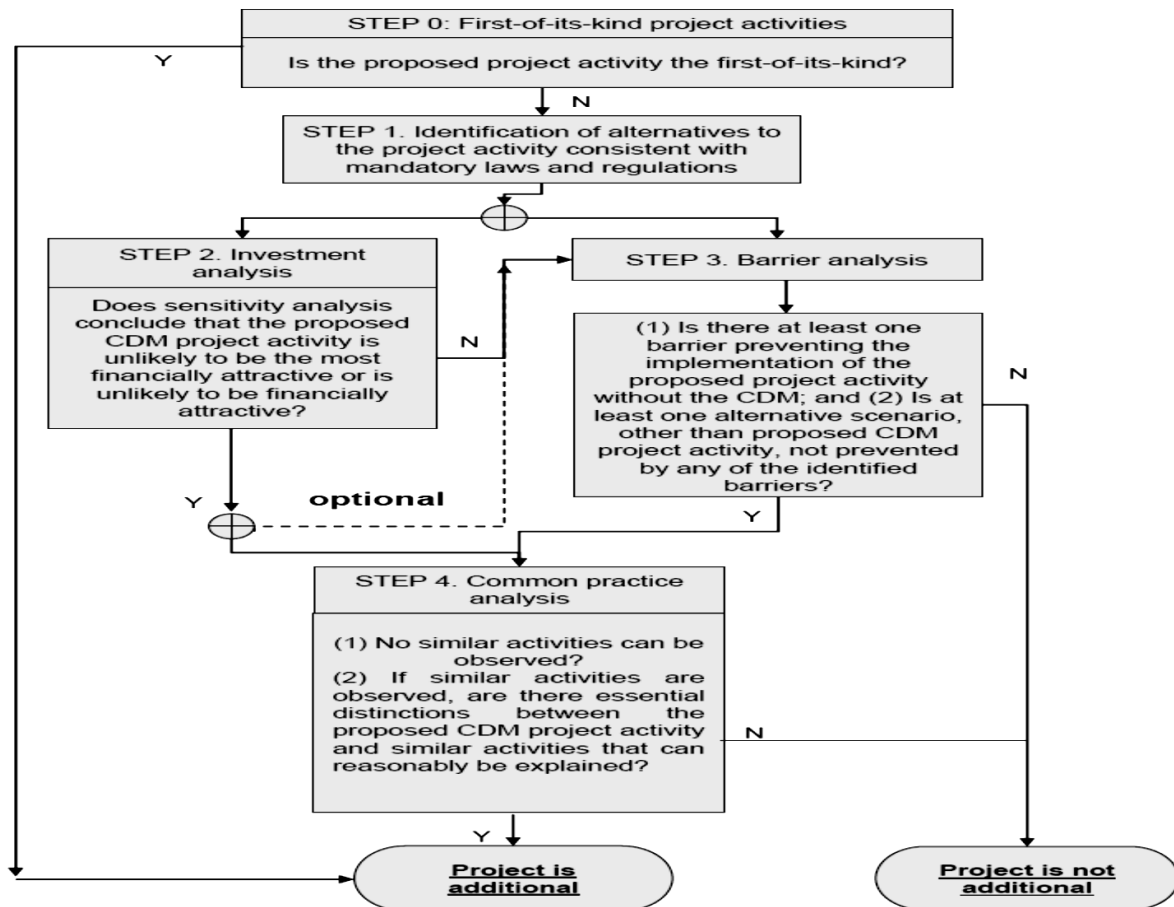 STEP 0: First-of-its-kind project activities
Y
Is the proposed project activity the first-of-its-kind?
N
STEP 1. Identification of alternatives to
the project activity consistent with
mandatory laws and regulations
STEP 2. Investment
analysis
Does sensitivity analysis
conclude that the proposed
CDM project activity is
unlikely to be the most
financially attractive or is
unlikely to be financially
attractive?
N
Y
optional
STEP 3. Barrier analysis
(1) Is there at least one
barrier preventing the
implementation of the
proposed project activity
without the CDM; and (2) Is at
least one alternative scenario,
other than proposed CDM
project activity, not prevented
by any of the identified
barriers?
N
Y
STEP 4. Common practice
analysis
(1) No similar activities can be
observed?
(2) If similar activities are
observed, are there essential
distinctions between the
proposed CDM project activity
and similar activities that can
reasonably be explained?
N
Y
Project is
additional
Project is not
additional